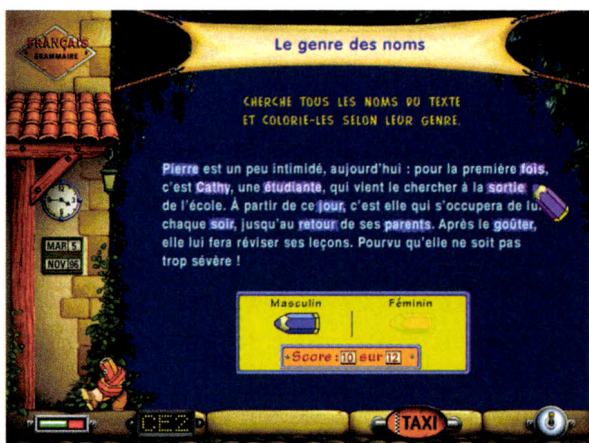 FRANÇAIS
GRAMMAIRE
Le genre des noms
CHERCHE TOUS LES NOMS DU TEXTE
ET COLORIE-LES SELON LEUR GENRE.
Pierre est un peu intimidé, aujourd'hui : pour la première fois,
c'est Cathy, une étudiante, qui vient le chercher à la sortie
de l'école. À partir de ce jour, c'est elle qui s'occupera de lui
chaque soir, jusqu'au retour de ses parents. Après le goûter,
elle lui fera réviser ses leçons. Pourvu qu'elle ne soit pas
trop sévère !
MAR 5
NOV 96
Masculin Féminin
Score : 10 sur 12
CE2
TAXI